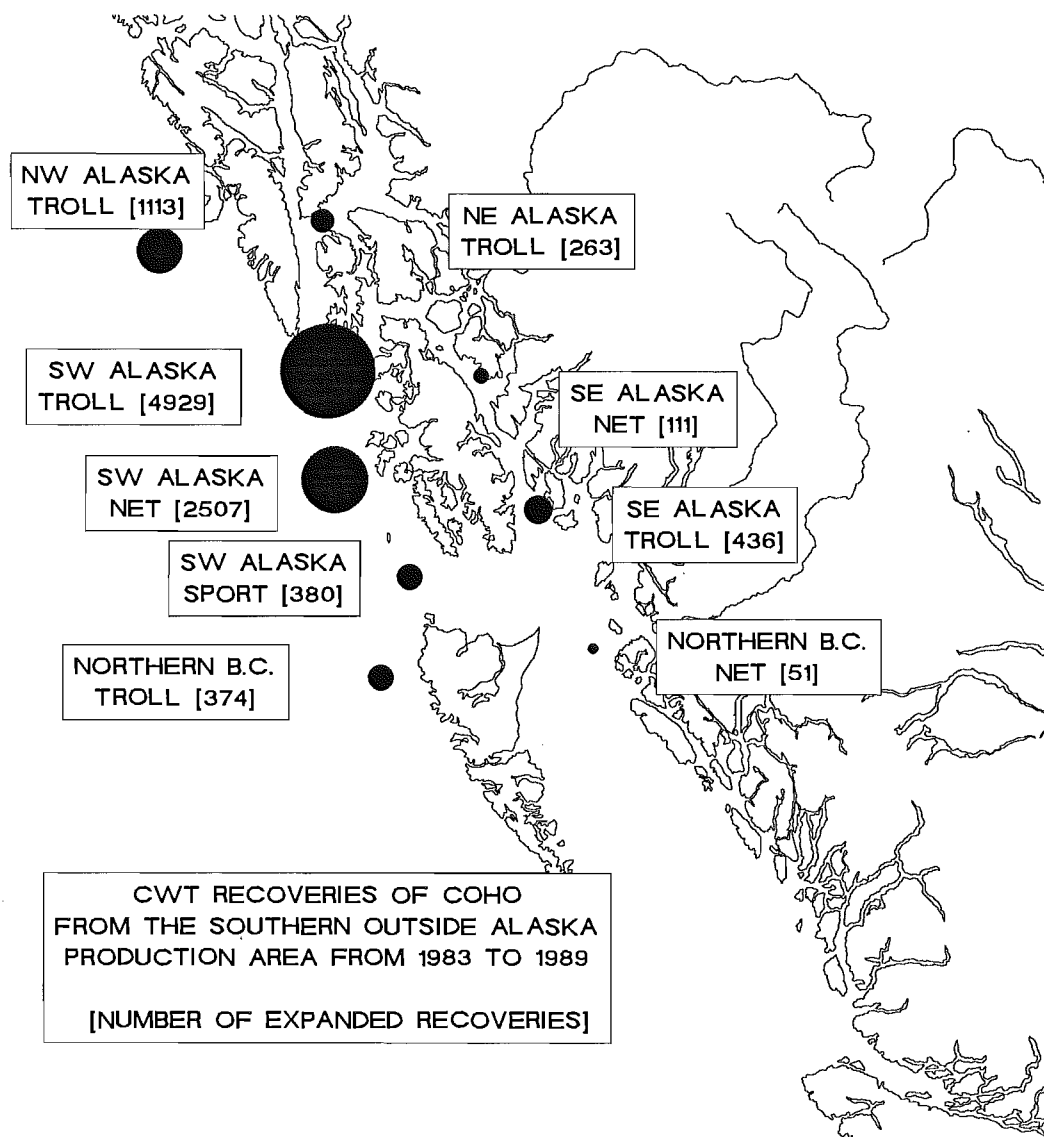 NW ALASKA
TROLL [1113]
NE ALASKA
TROLL [263]
SW ALASKA
TROLL [4929]
SE ALASKA
NET [111]
SW ALASKA
NET [2507]
SE ALASKA
TROLL [436]
SW ALASKA
SPORT [380]
NORTHERN B.C.
TROLL [374]
NORTHERN B.C.
NET [51]
CWT RECOVERIES OF COHO
FROM THE SOUTHERN OUTSIDE ALASKA
PRODUCTION AREA FROM 1983 TO 1989
[NUMBER OF EXPANDED RECOVERIES]